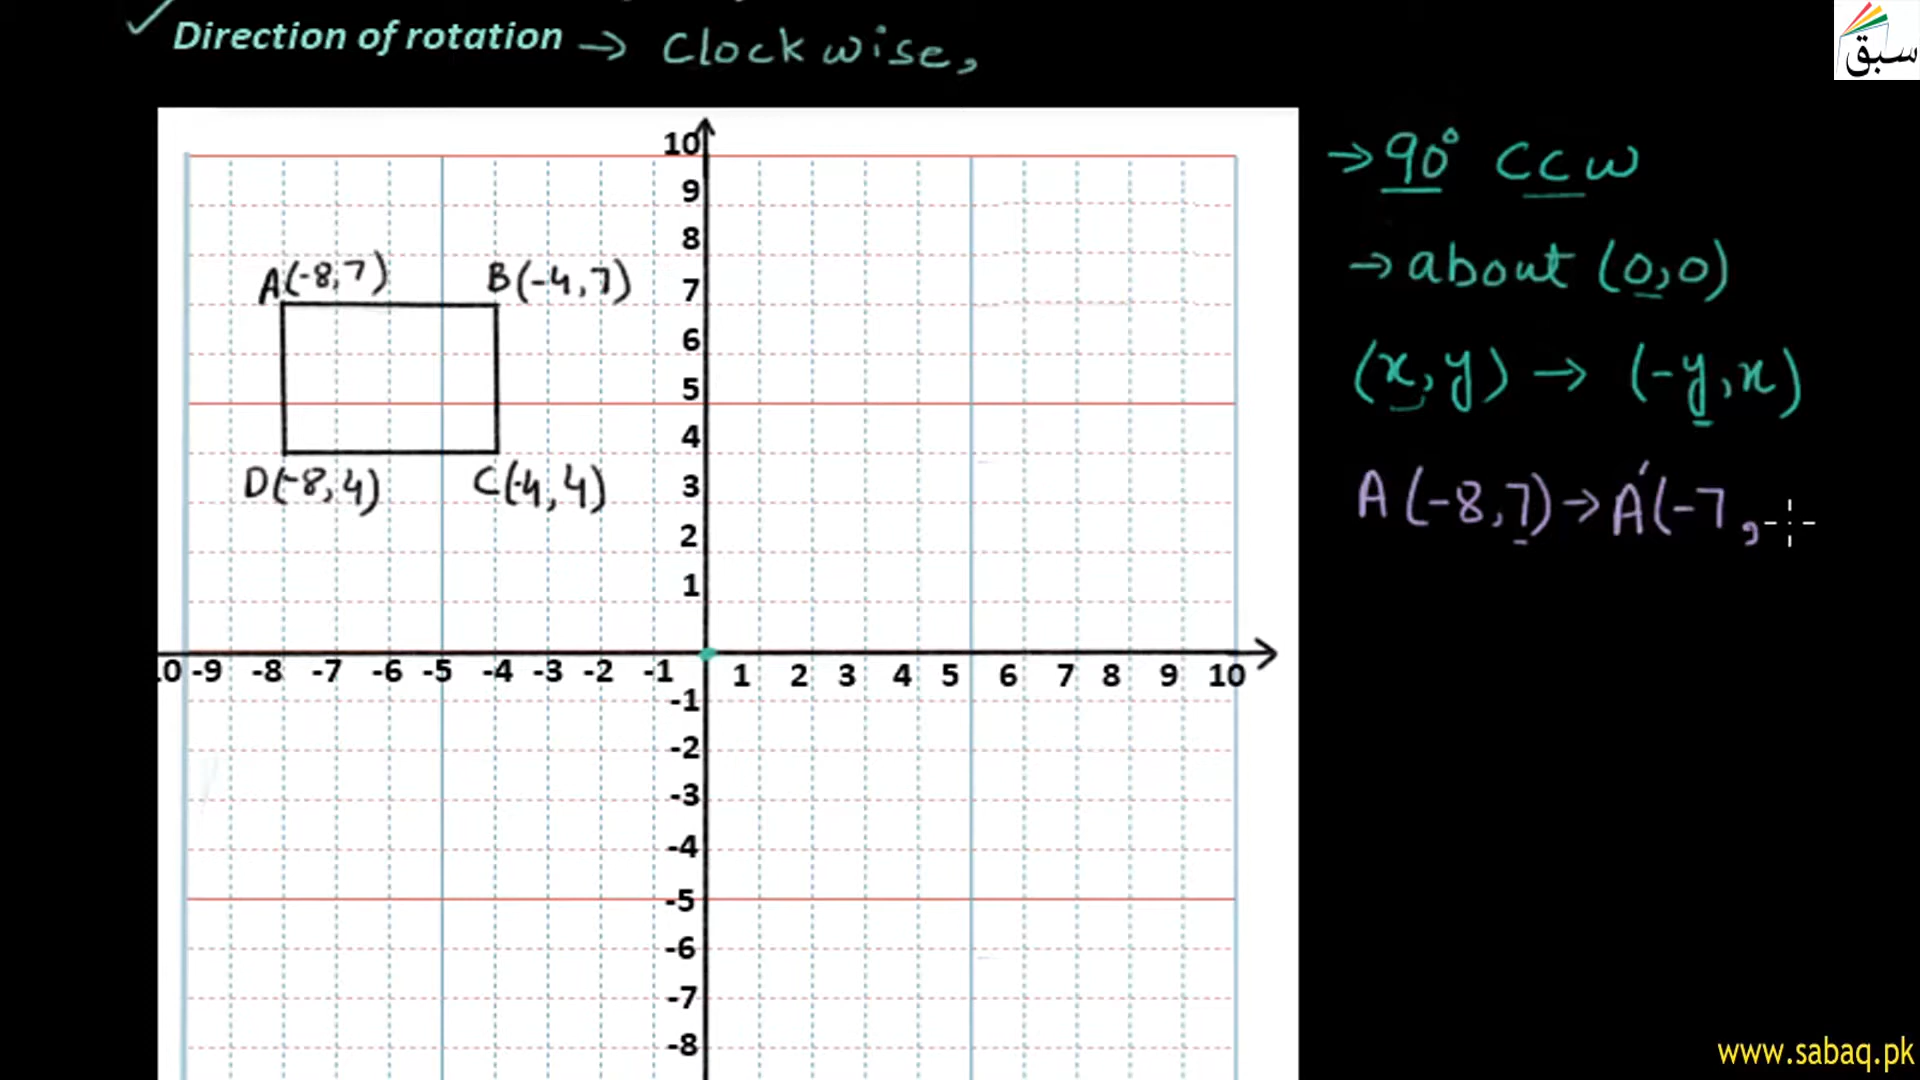 Direction of rotation → Clockwise,
سبق
→ 90° CCW
→ about (0,0)
(x,y) → (-y,x)
A(-8,7) → A'(-7,
10
9
8
A(-8,7) B(-4,7) 7
6
5
4
D(-8,4) C(-4,4) 3
2
1
10 -9 -8 -7 -6 -5 -4 -3 -2 -1 1 2 3 4 5 6 7 8 9 10
-1
-2
-3
-4
-5
-6
-7
-8
www.sabaq.pk